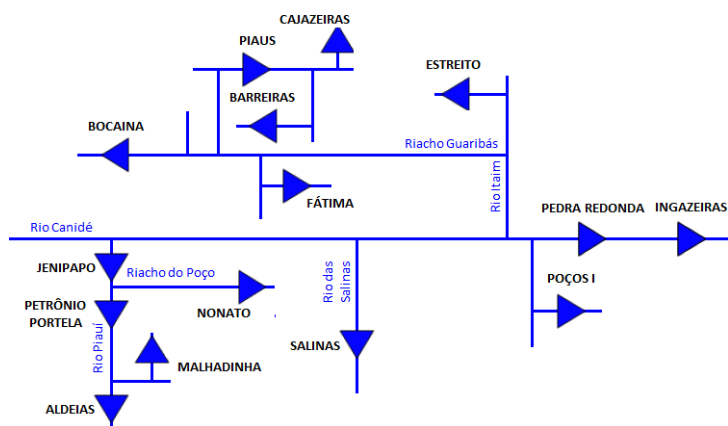 CAJAZEIRAS
PIAUS
ESTREITO
BARREIRAS
BOCAINA
Riacho Guaribás
Rio Itaim
FÁTIMA
PEDRA REDONDA
INGAZEIRAS
Rio Canidé
JENIPAPO
Riacho do Poço
Rio das
Salinas
POÇOS I
PETRÔNIO
PORTELA
NONATO
Rio Piauí
SALINAS
MALHADINHA
ALDEIAS